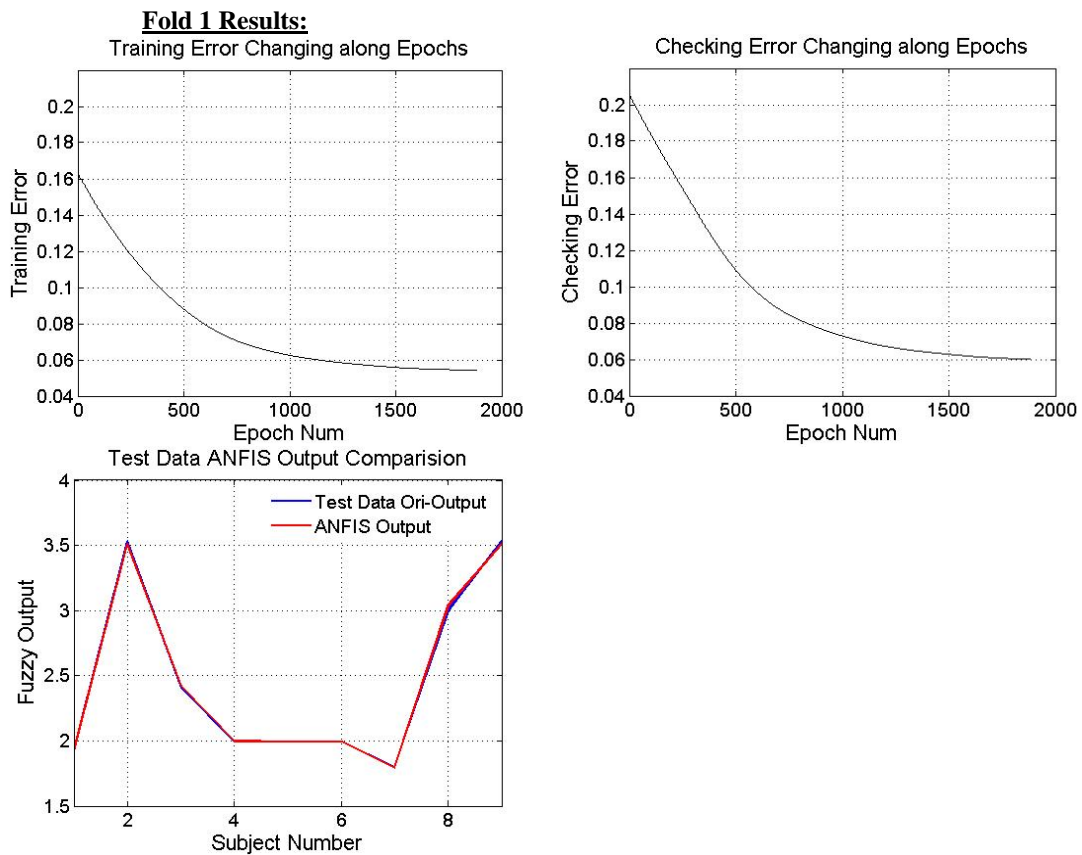 Fold 1 Results:
Training Error Changing along Epochs
0.2
0.18
0.16
0.14
0.12
0.1
0.08
0.06
0.04
Training Error
0 500 1000 1500 2000
Epoch Num
Checking Error Changing along Epochs
0.2
0.18
0.16
0.14
0.12
0.1
0.08
0.06
0.04
Checking Error
0 500 1000 1500 2000
Epoch Num
Test Data ANFIS Output Comparision
4
3.5
3
2.5
2
1.5
Fuzzy Output
Test Data Ori-Output
ANFIS Output
2 4 6 8
Subject Number